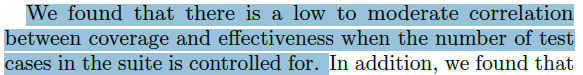 We found that there is a low to moderate correlation
between coverage and effectiveness when the number of test
cases in the suite is controlled for. In addition, we found that